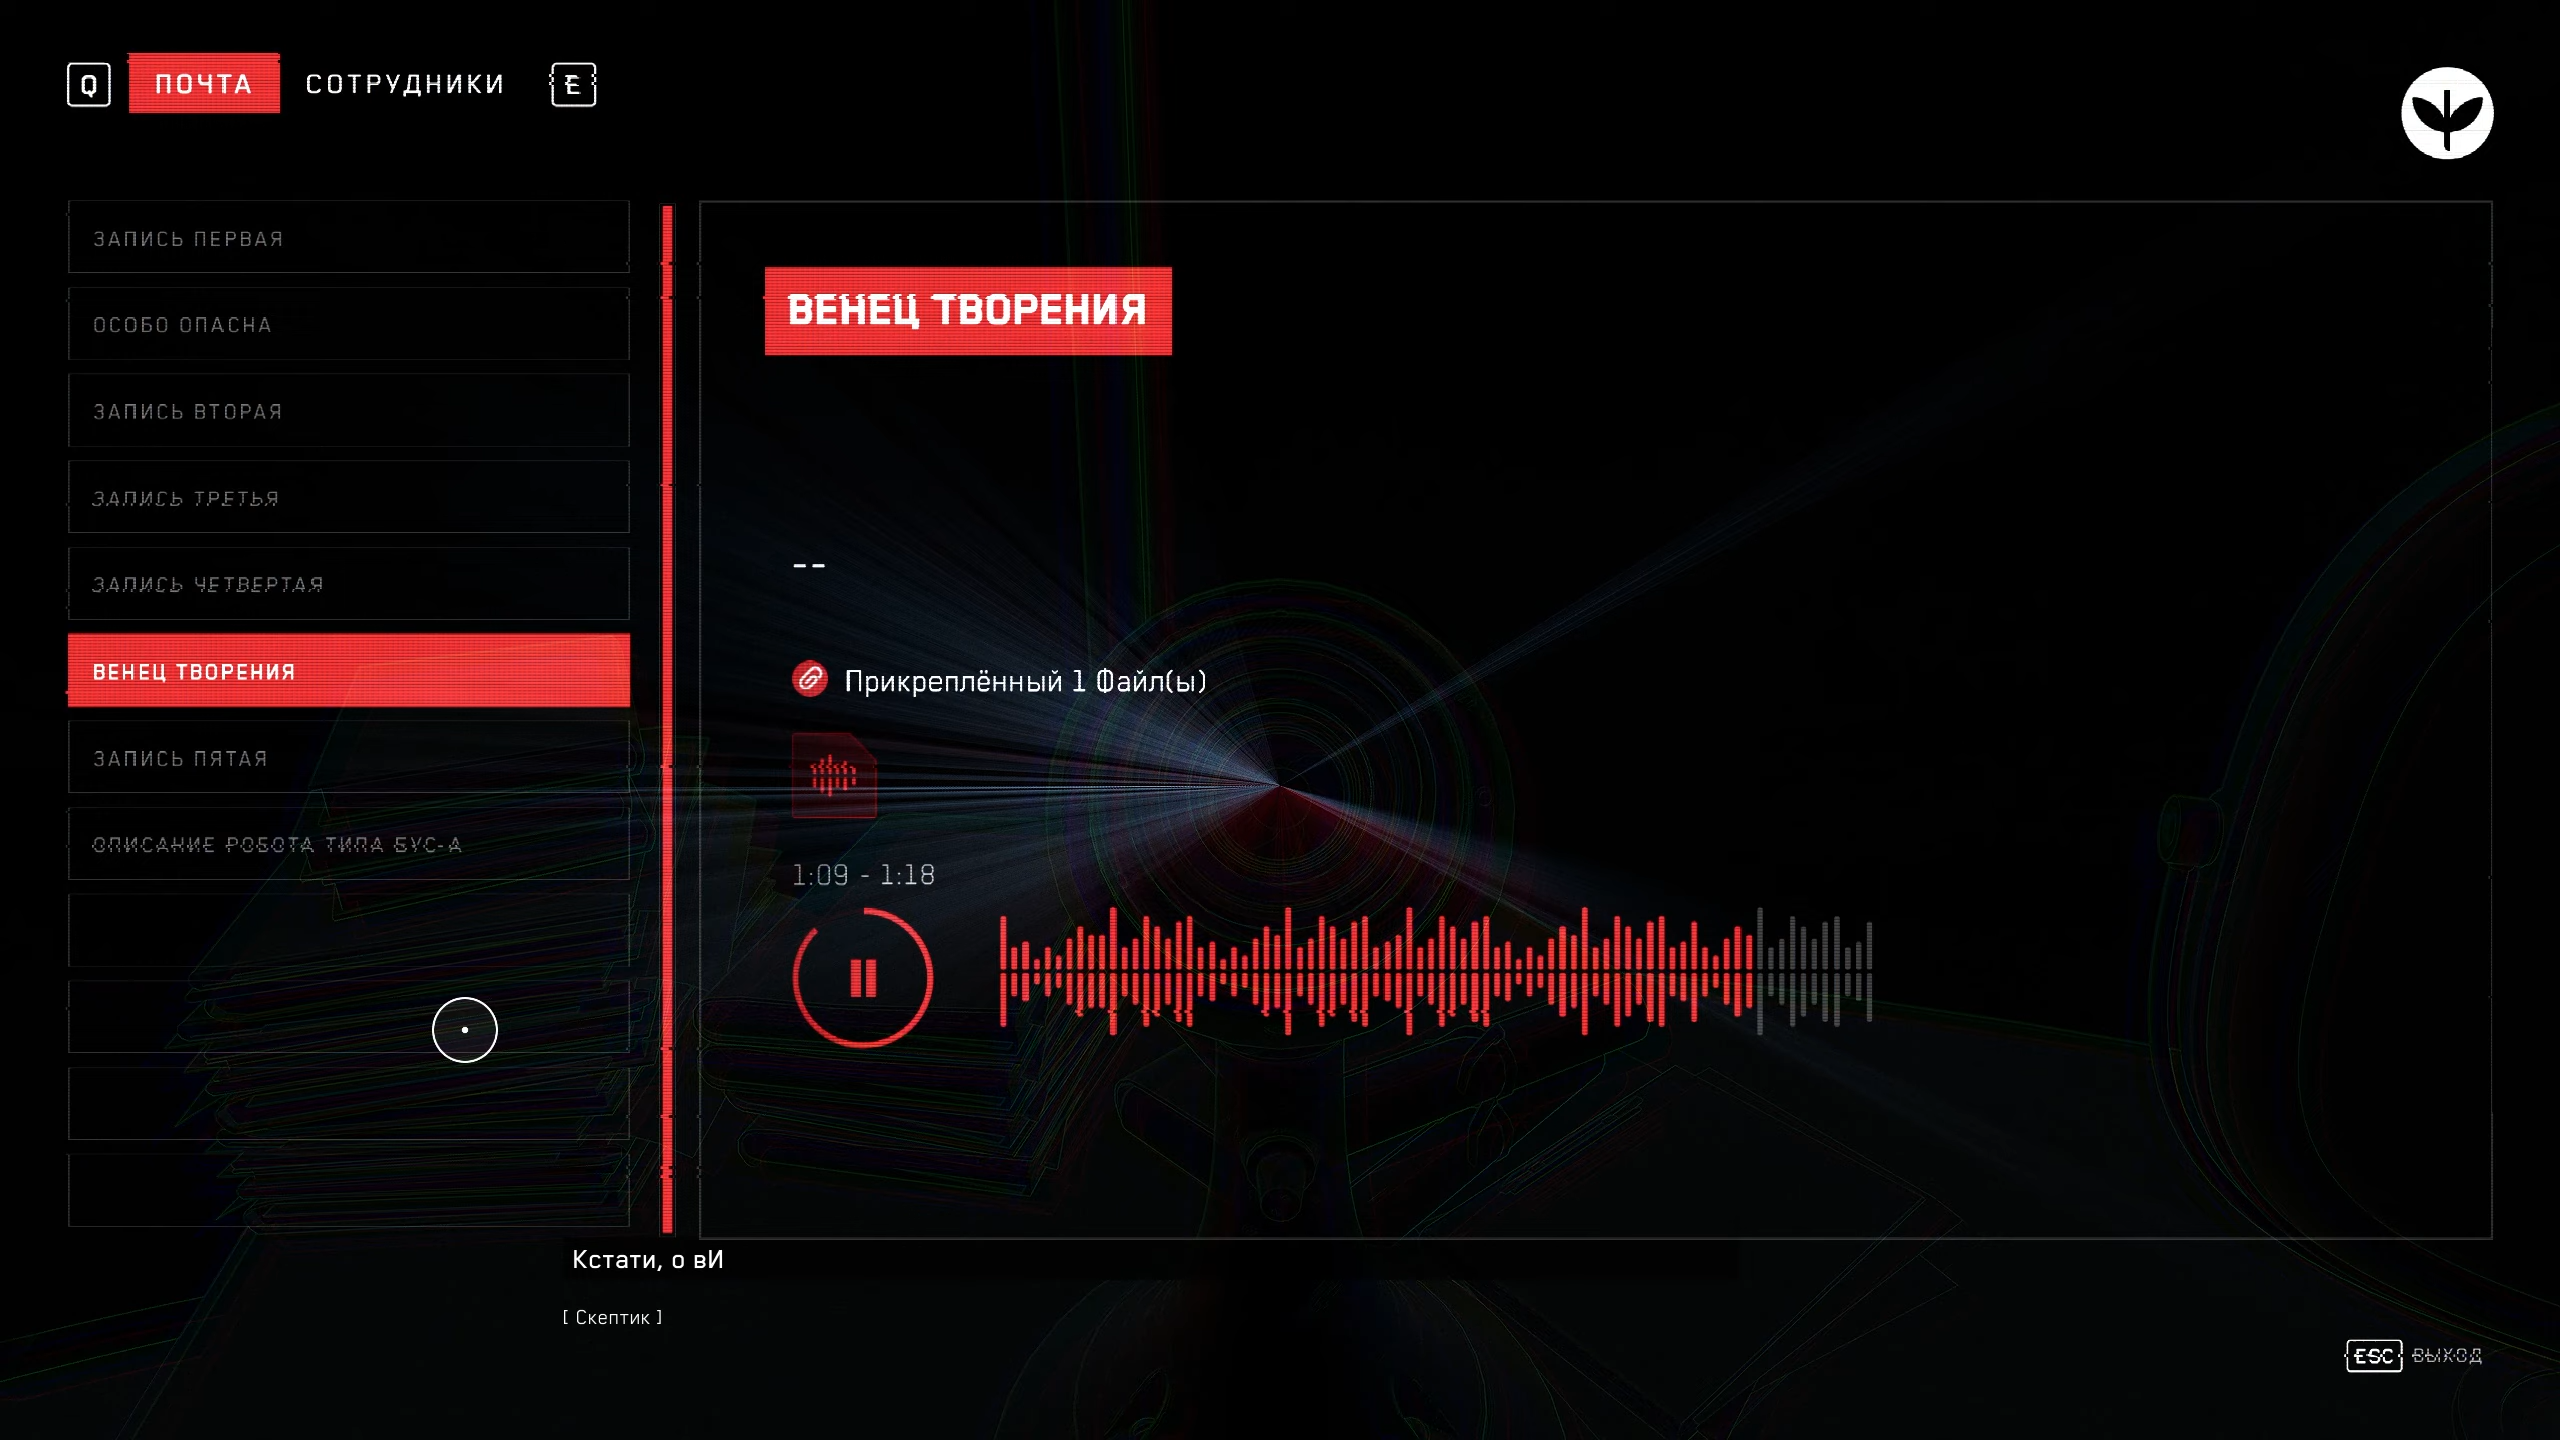 Q ПОЧТА СОТРУДНИКИ E
ЗАПИСЬ ПЕРВАЯ
ОСОБО ОПАСНА
ЗАПИСЬ ВТОРАЯ
ЗАПИСЬ ТРЕТЬЯ
ЗАПИСЬ ЧЕТВЕРТАЯ
ВЕНЕЦ ТВОРЕНИЯ
ЗАПИСЬ ПЯТАЯ
ОПИСАНИЕ РОБОТА ТИПА БУС-А
ВЕНЕЦ ТВОРЕНИЯ
--
Прикреплённый 1 Файл(ы)
1:09 - 1:18
Кстати, о вИ
[ Скептик ]
ESC ВЫХОД